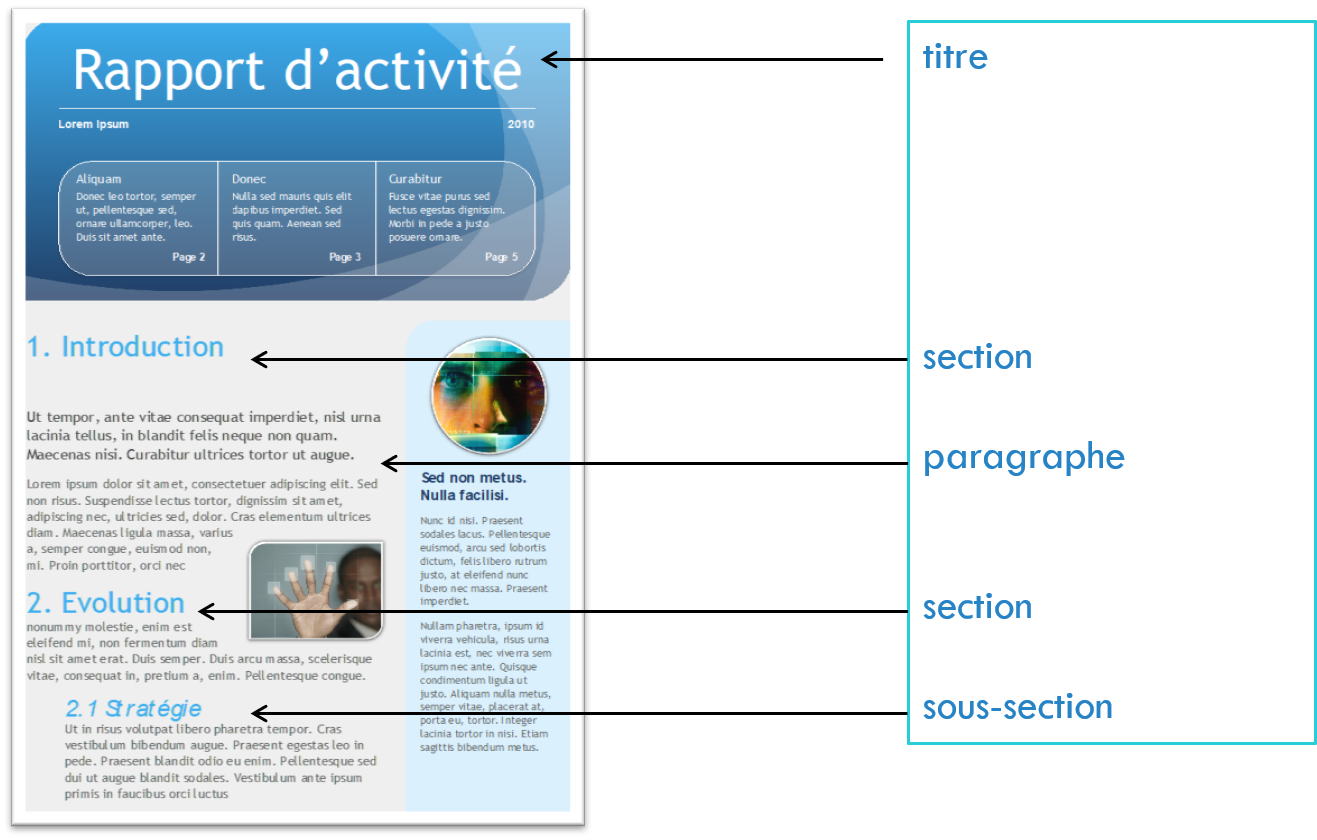 Rapport d’activité
Lorem Ipsum
2010
Aliquam
Donec leo tortor, semper
ut, pellentesque sed,
ornare ullamcorper, leo.
Duis sit amet ante.
Page 2
Donec
Nulla sed mauris quis elit
dapibus imperdiet. Sed
quis quam. Aenean sed
risus.
Page 3
Curabitur
Fusce vitae purus sed
lectus egestas dignissim.
Morbi in pede a justo
posuere ornare.
Page 5
1. Introduction
Ut tempor, ante vitae consequat imperdiet, nisl urna
lacinia tellus, in blandit felis neque non quam.
Maecenas nisi. Curabitur ultrices tortor ut augue.
Lorem ipsum dolor sit amet, consectetuer adipiscing elit. Sed
non risus. Suspendisse lectus tortor, dignissim sit amet,
adipiscing nec, ultricies sed, dolor. Cras elementum ultrices
diam. Maecenas ligula massa, varius
a, semper congue, euismod non,
mi. Proin porttitor, orci nec
2. Evolution
nonummy molestie, enim est
eleifend mi, non fermentum diam
nisl sit amet erat. Duis semper. Duis arcu massa, scelerisque
vitae, consequat in, pretium a, enim. Pellentesque congue.
2.1 Stratégie
Ut in risus volutpat libero pharetra tempor. Cras
vestibulum bibendum augue. Praesent egestas leo in
pede. Praesent blandit odio eu enim. Pellentesque sed
dui ut augue blandit sodales. Vestibulum ante ipsum
primis in faucibus orci luctus
Sed non metus.
Nulla facilisi.
Nunc id nisi. Praesent
sodales lacus. Pellentesque
euismod, arcu sed lobortis
dictum, felis libero rutrum
justo, at eleifend nunc
libero nec massa. Praesent
imperdiet.
Nullam pharetra, ipsum id
viverra vehicula, risus urna
lacinia est, nec viverra sem
ipsum nec ante. Quisque
condimentum ligula ut
justo. Aliquam nulla metus,
semper vitae, placerat at,
porta eu, tortor. Integer
lacinia tortor in nisi. Etiam
sagittis bibendum metus.
titre
section
paragraphe
section
sous-section